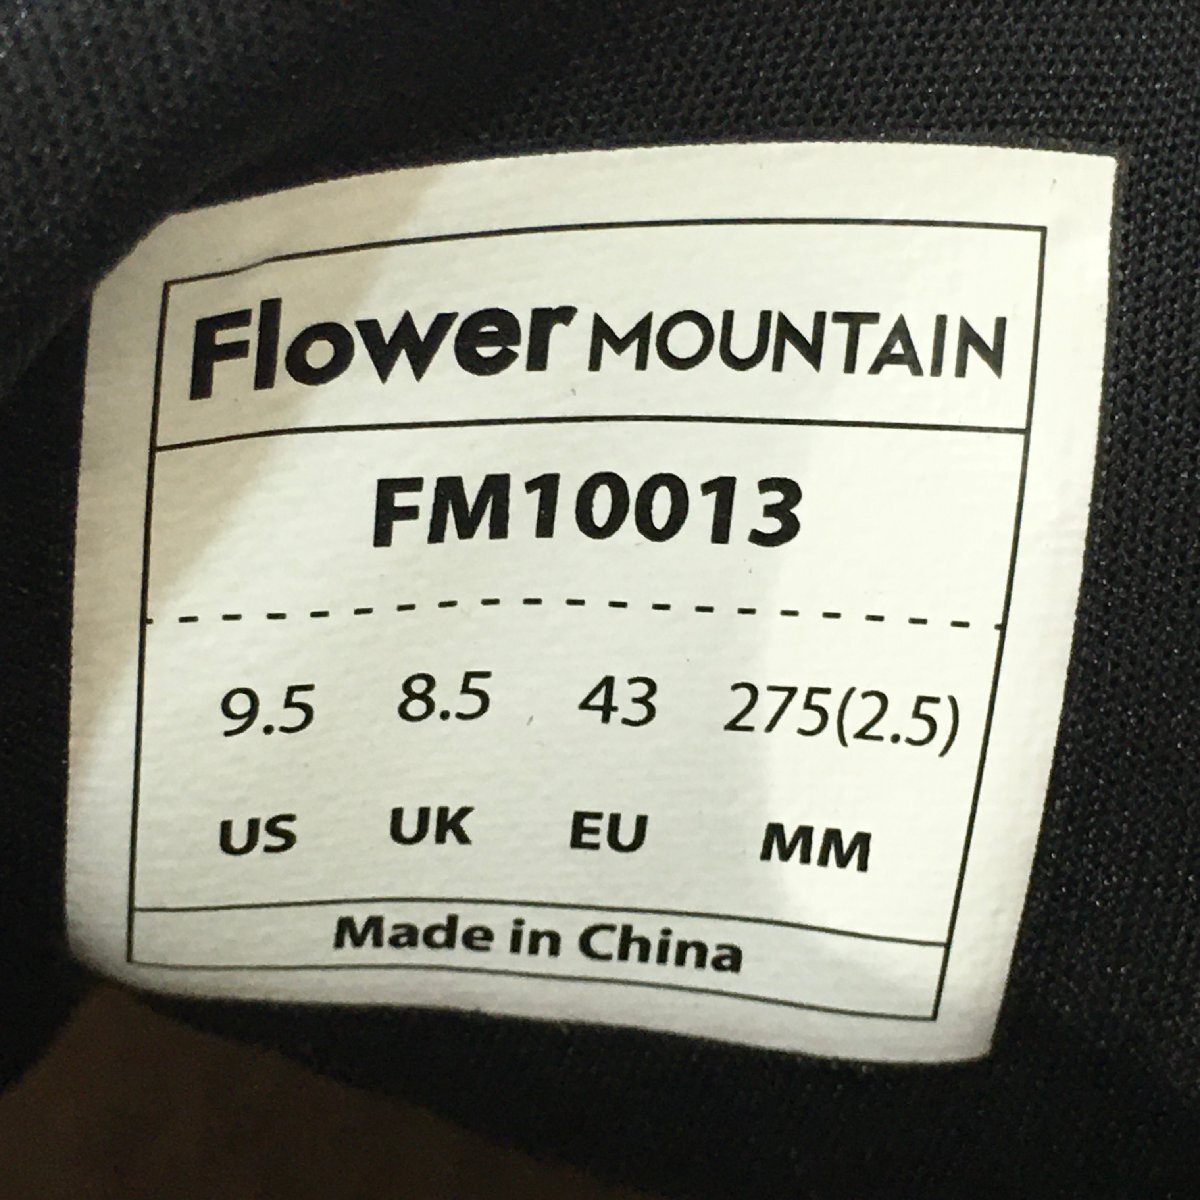 Flower MOUNTAIN
FM10013
9.5 8.5 43 275(2.5)
US UK EU MM
Made in China